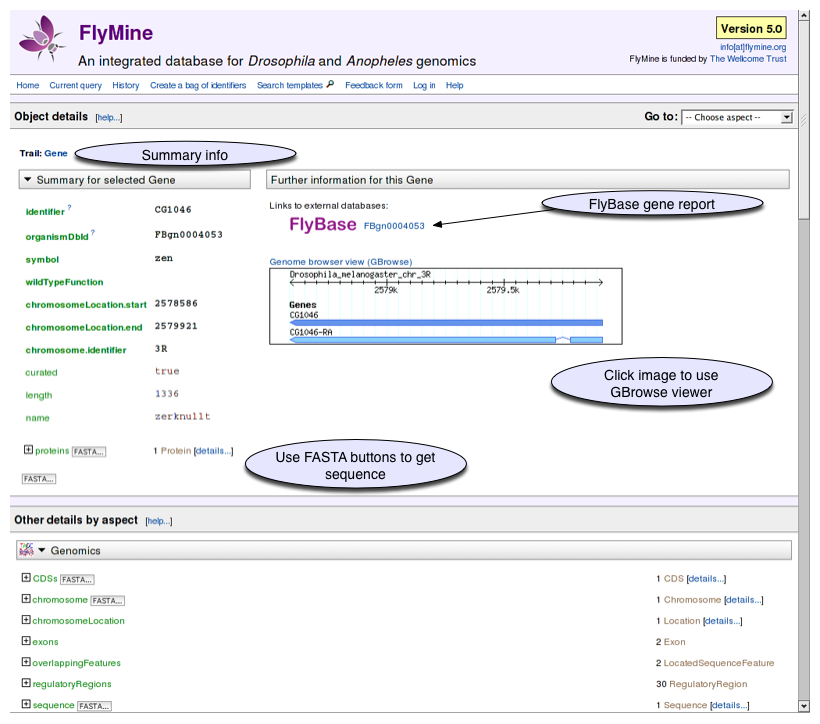 FlyMine
Version 5.0
An integrated database for Drosophila and Anopheles genomics
info[at]flymine.org
FlyMine is funded by The Wellcome Trust
Home Current query History Create a bag of identifiers Search templates Feedback form Log in Help
Object details [help...]
Go to: -- Choose aspect --
Trail: Gene
Summary info
Summary for selected Gene
Further information for this Gene
identifier ? CG1046
organismDbId ? FBgn0004053
symbol zen
wildTypeFunction
chromosomeLocation.start 2578586
chromosomeLocation.end 2579921
chromosome.identifier 3R
curated true
length 1336
name zerknullt
proteins FASTA... 1 Protein [details...]
FASTA...
Links to external databases:
FlyBase FBgn0004053
FlyBase gene report
Genome browser view (GBrowse)
Drosophila_melanogaster_chr_3R
2579k 2579.5k
Genes
CG1046
CG1046-RA
Click image to use
GBrowse viewer
Use FASTA buttons to get
sequence
Other details by aspect [help...]
Genomics
CDSs FASTA... 1 CDS [details...]
chromosome FASTA... 1 Chromosome [details...]
chromosomeLocation 1 Location [details...]
exons 2 Exon
overlappingFeatures 2 LocatedSequenceFeature
regulatoryRegions 30 RegulatoryRegion
sequence FASTA... 1 Sequence [details...]